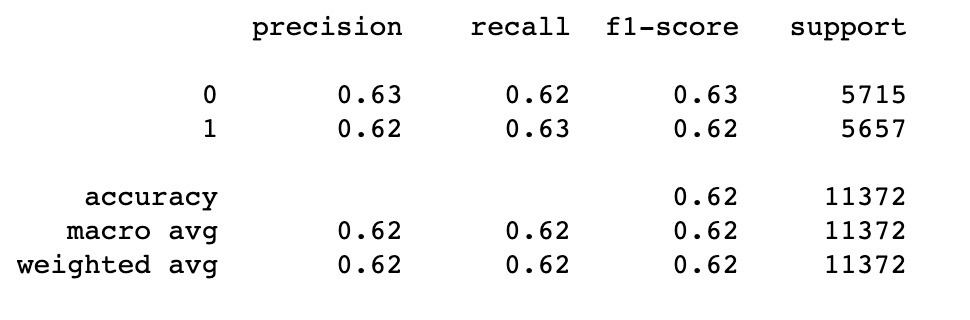 precision recall f1-score support
0 0.63 0.62 0.63 5715
1 0.62 0.63 0.62 5657
accuracy 0.62 11372
macro avg 0.62 0.62 0.62 11372
weighted avg 0.62 0.62 0.62 11372